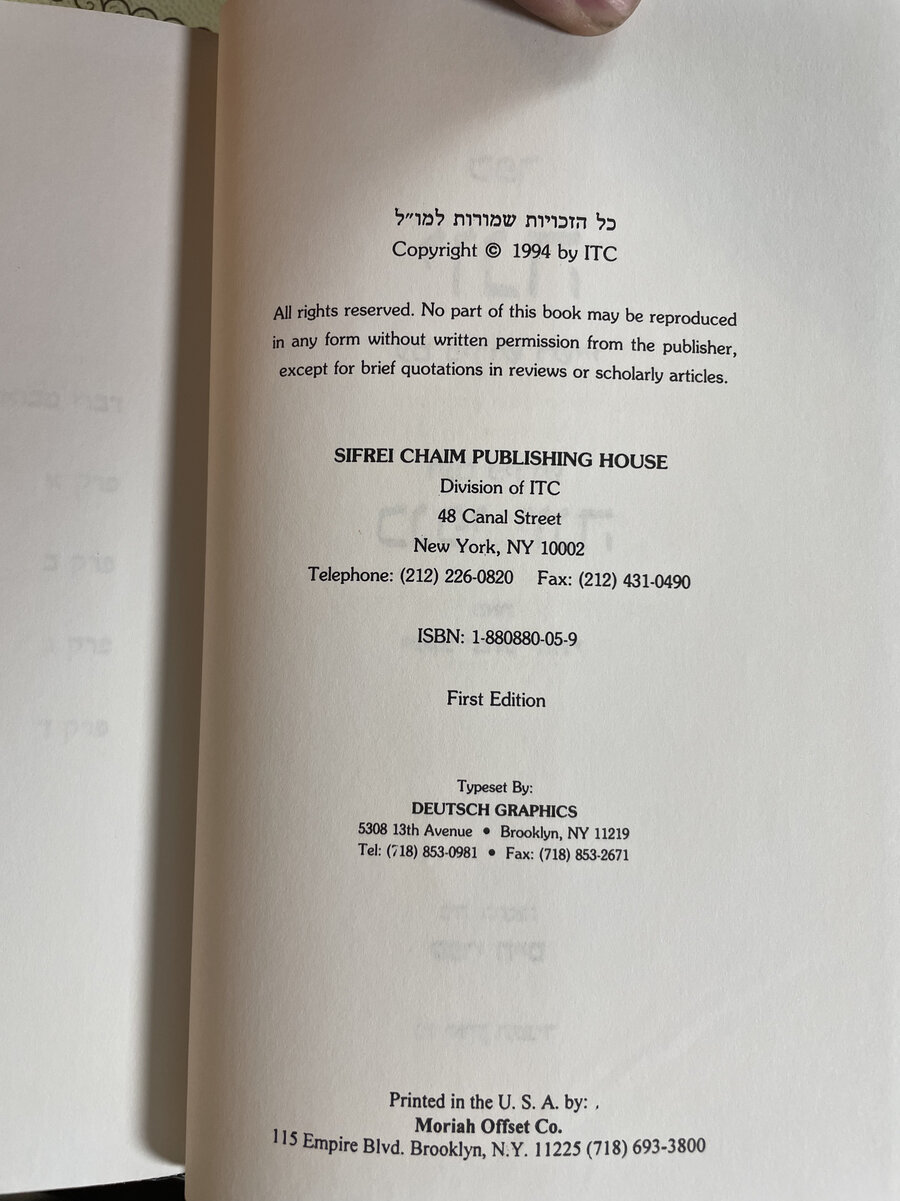 כל הזכויות שמורות למו״ל
Copyright © 1994 by ITC
All rights reserved. No part of this book may be reproduced
in any form without written permission from the publisher,
except for brief quotations in reviews or scholarly articles.
SIFREI CHAIM PUBLISHING HOUSE
Division of ITC
48 Canal Street
New York, NY 10002
Telephone: (212) 226-0820 Fax: (212) 431-0490
ISBN: 1-880880-05-9
First Edition
Typeset By:
DEUTSCH GRAPHICS
5308 13th Avenue • Brooklyn, NY 11219
Tel: (718) 853-0981 • Fax: (718) 853-2671
Printed in the U. S. A. by:
Moriah Offset Co.
115 Empire Blvd. Brooklyn, N.Y. 11225 (718) 693-3800